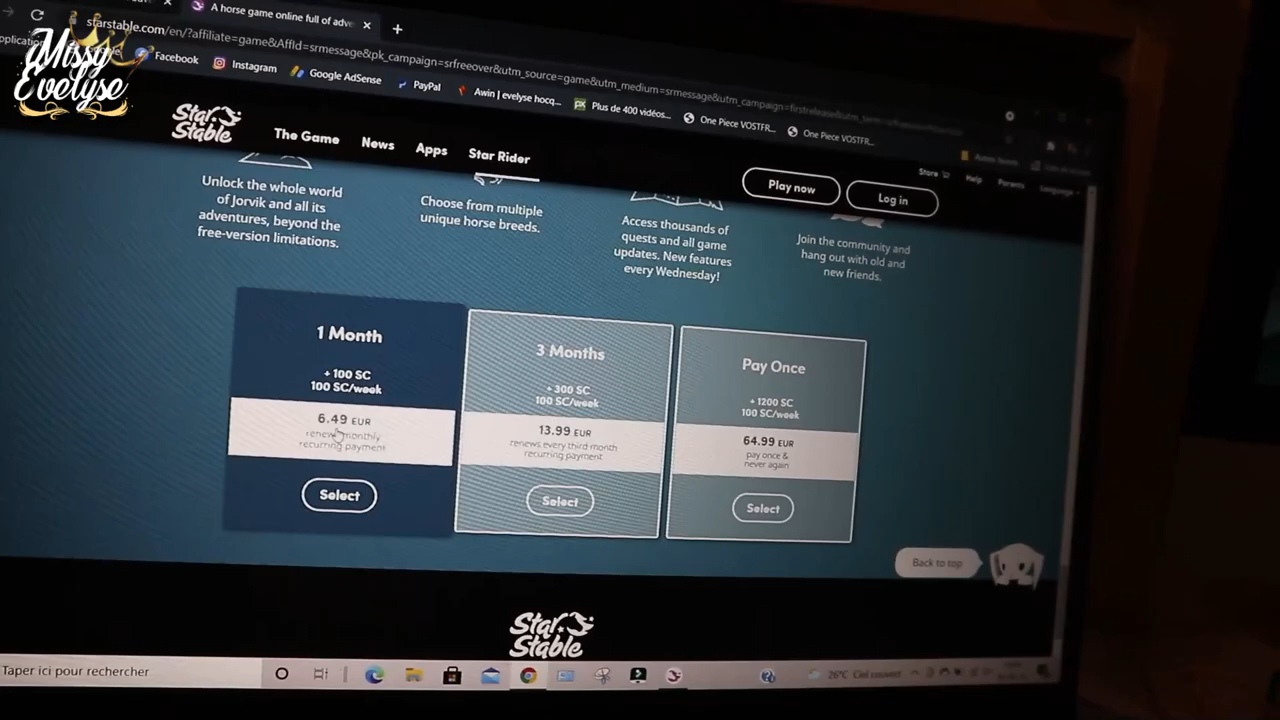 Missy
Evelyse
A horse game online full of adve
starstable.com/en/?affiliate=game&AffId=srmessage&pk_campaign=srfreeover&utm_source=game&utm_medium=srmessage&utm_campaign=firstrelease&utm
Facebook
Instagram
Google AdSense
PayPal
Awin | evelyse hocq...
Plus de 400 vidéos...
One Piece VOSTFR...
One Piece VOSTFR...
Star
Stable
The Game
News
Apps
Star Rider
Store
Help
Parents
Play now
Log in
Unlock the whole world
of Jorvik and all its
adventures, beyond the
free-version limitations.
Choose from multiple
unique horse breeds.
Access thousands of
quests and all game
updates. New features
every Wednesday!
Join the community and
hang out with old and
new friends.
1 Month
+ 100 SC
100 SC/week
6.49 EUR
renews monthly
recurring payment
Select
3 Months
+ 300 SC
100 SC/week
13.99 EUR
renews every third month
recurring payment
Select
Pay Once
+ 1200 SC
100 SC/week
64.99 EUR
pay once &
never again
Select
Back to top
Star
Stable
Taper ici pour rechercher
26°C Ciel couvert